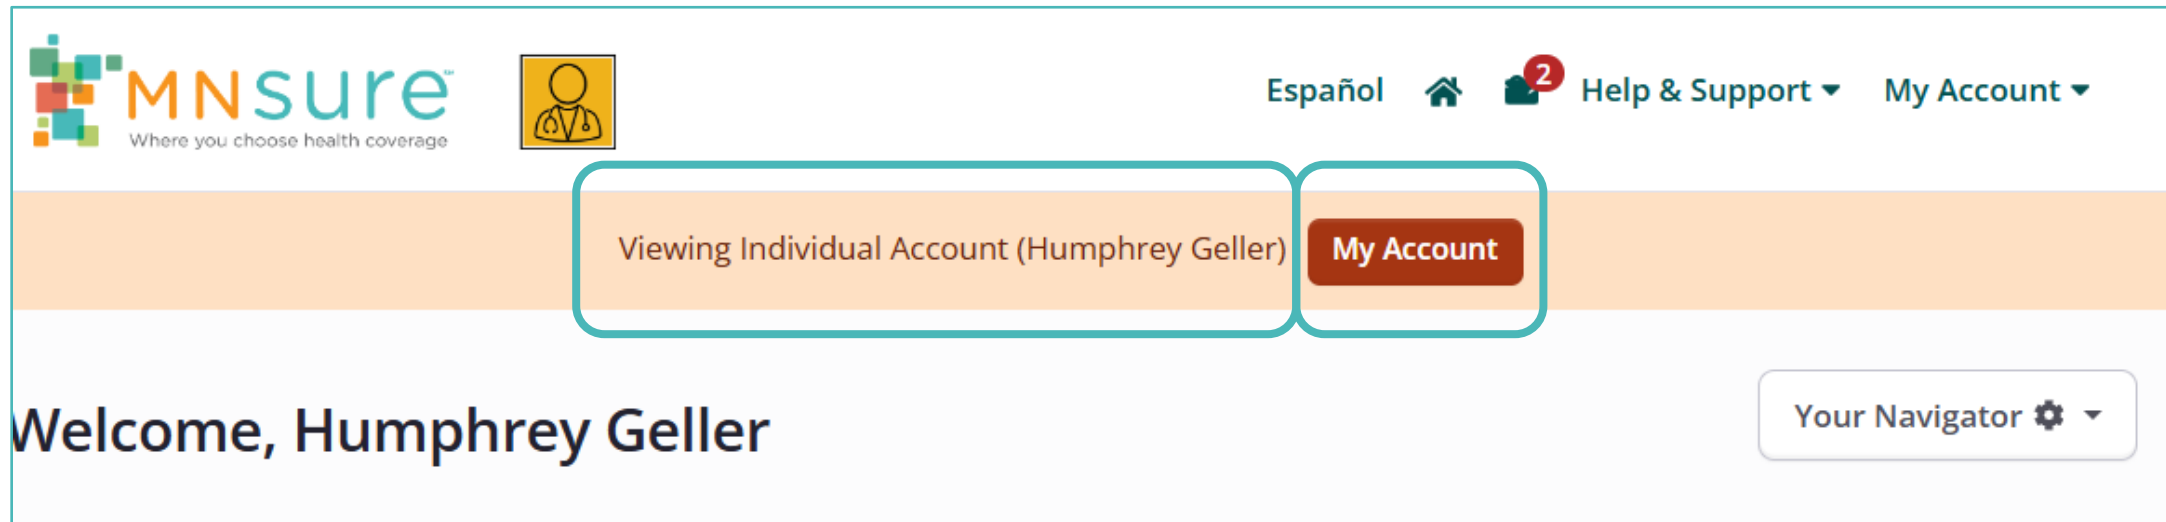 MNsure
Where you choose health coverage
Español 2 Help & Support My Account
Viewing Individual Account (Humphrey Geller) My Account
Welcome, Humphrey Geller
Your Navigator